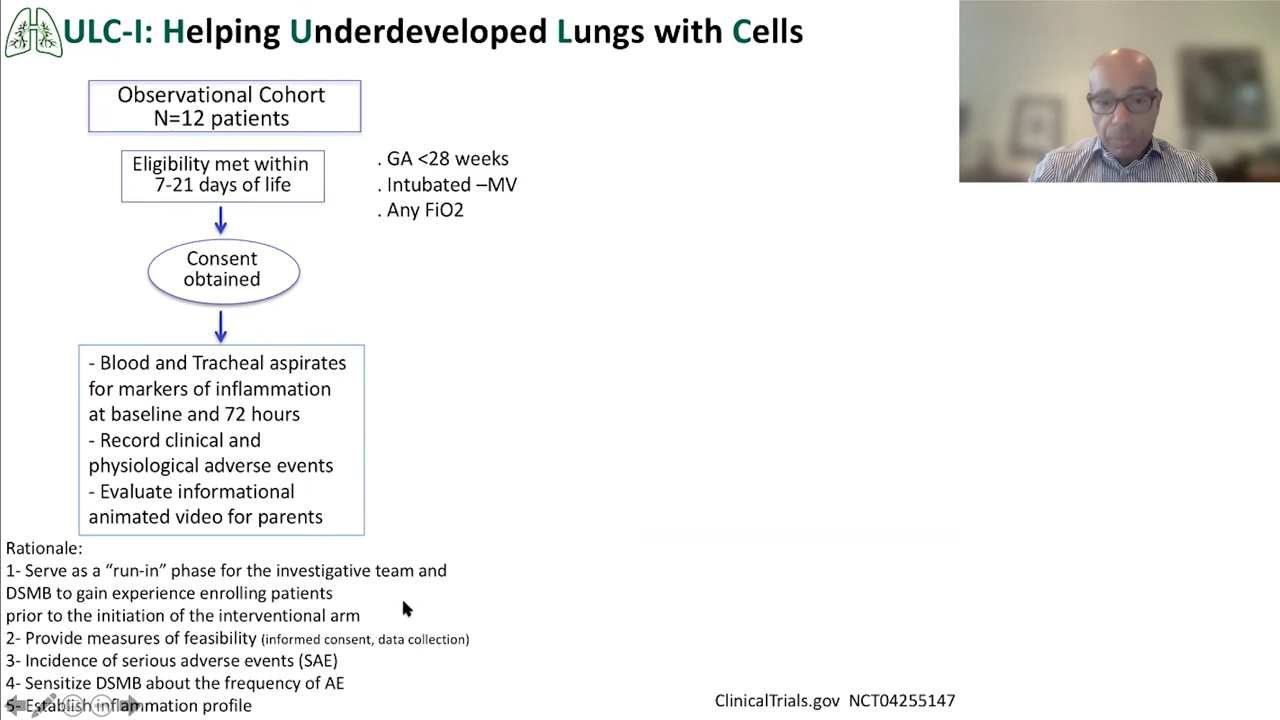 ULC-I: Helping Underdeveloped Lungs with Cells
Observational Cohort
N=12 patients
Eligibility met within
7-21 days of life
. GA <28 weeks
. Intubated –MV
. Any FiO2
Consent
obtained
- Blood and Tracheal aspirates
for markers of inflammation
at baseline and 72 hours
- Record clinical and
physiological adverse events
- Evaluate informational
animated video for parents
Rationale:
1- Serve as a “run-in” phase for the investigative team and
DSMB to gain experience enrolling patients
prior to the initiation of the interventional arm
2- Provide measures of feasibility (informed consent, data collection)
3- Incidence of serious adverse events (SAE)
4- Sensitize DSMB about the frequency of AE
5- Establish inflammation profile
ClinicalTrials.gov NCT04255147